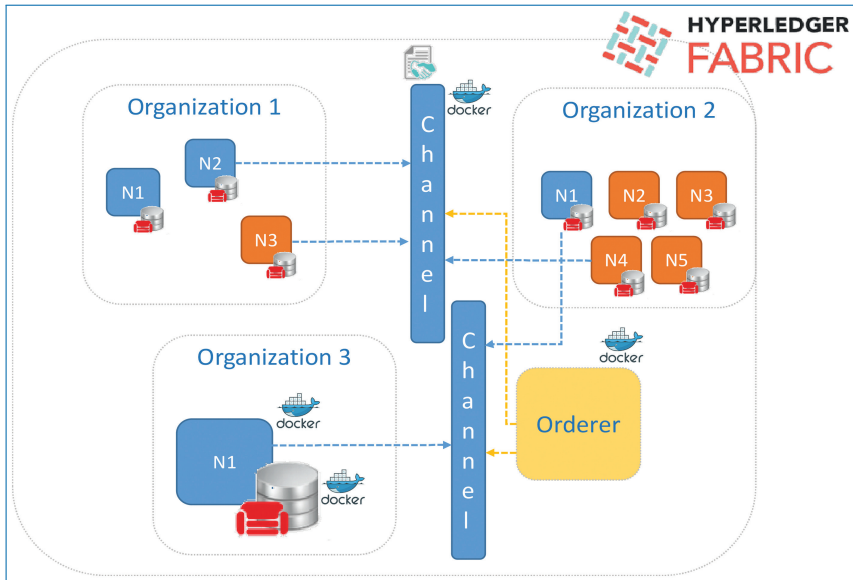 HYPERLEDGER
FABRIC
Organization 1
N1
N2
N3
Channel
docker
Organization 2
N1
N2
N3
N4
N5
Organization 3
N1
docker
docker
Channel
docker
Orderer